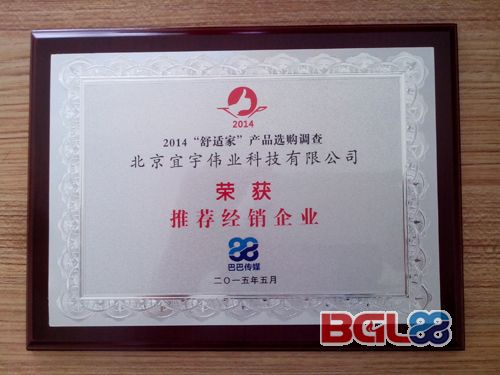 2014
2014“舒适家”产品选购调查
北京宜宇伟业科技有限公司
荣 获
推荐经销企业
88
巴巴传媒
二〇一五年五月
BGL88